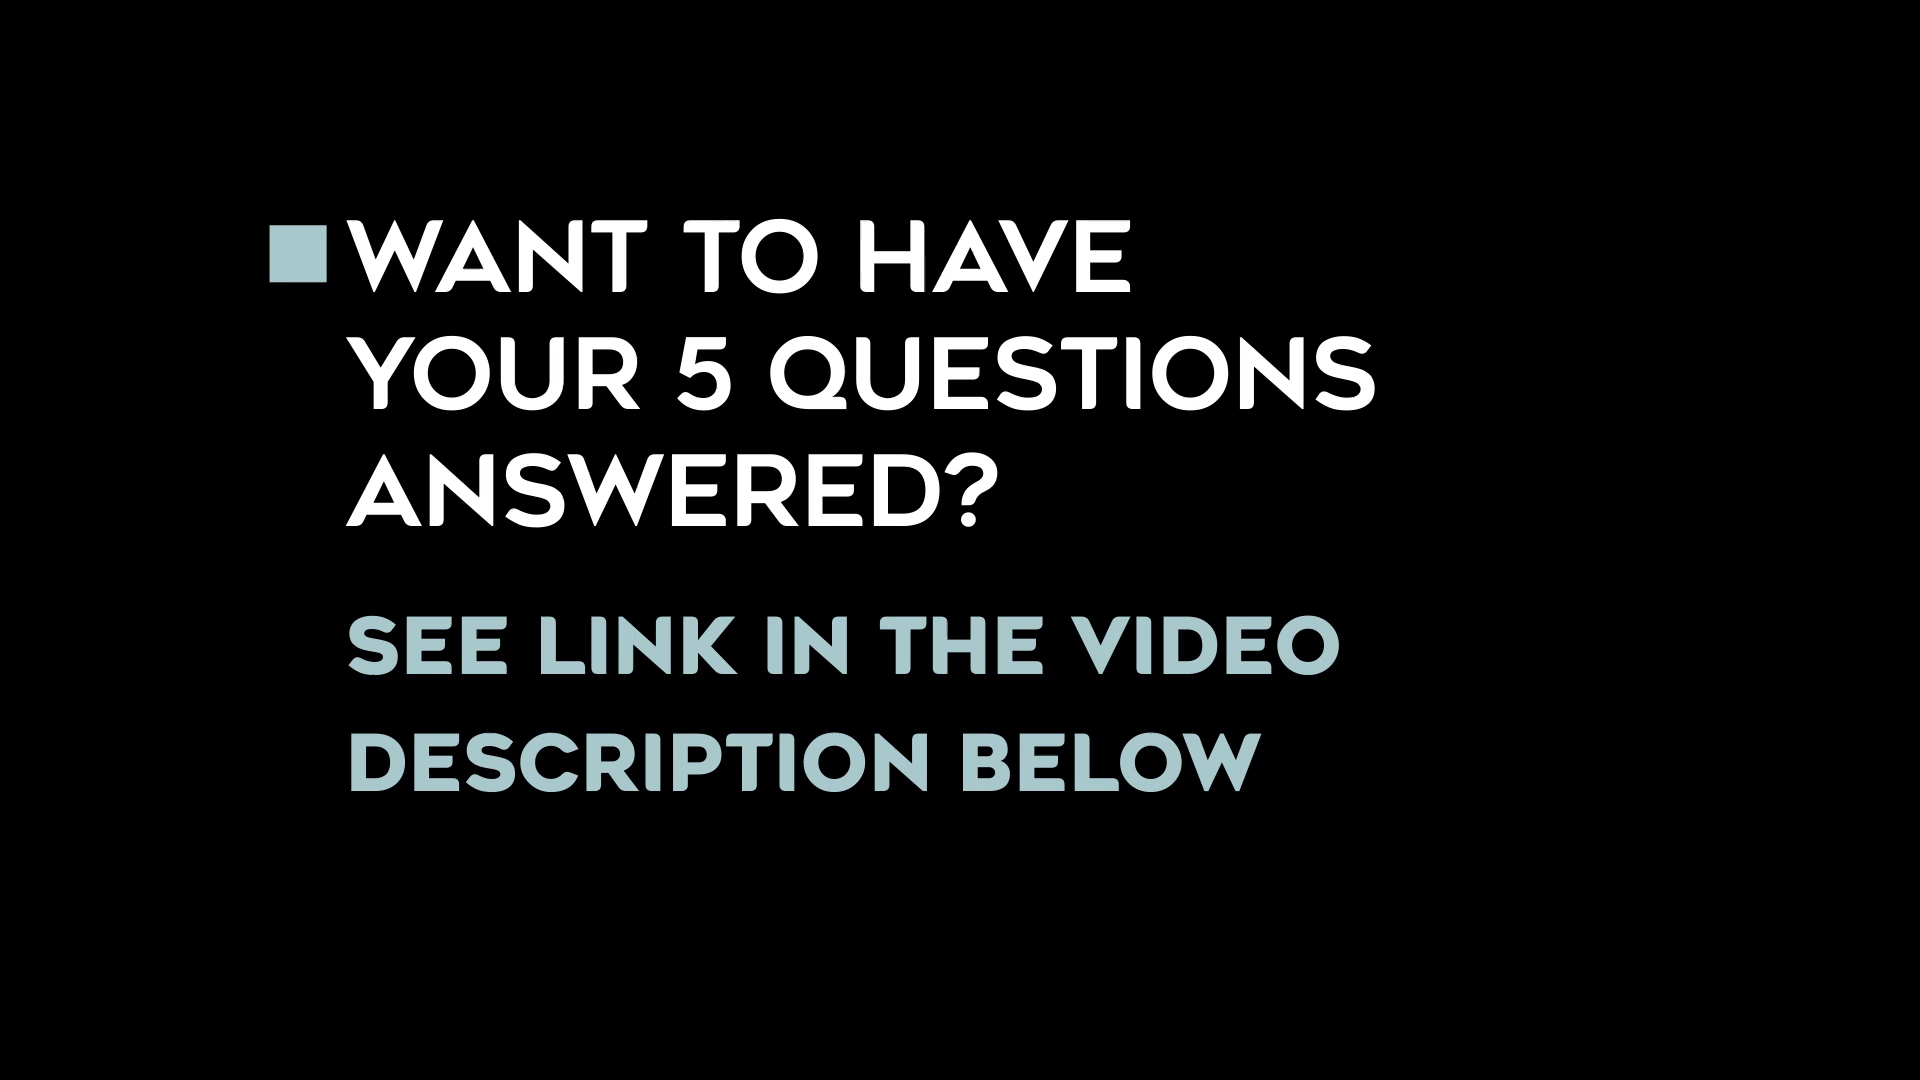 WANT TO HAVE
YOUR 5 QUESTIONS
ANSWERED?
SEE LINK IN THE VIDEO
DESCRIPTION BELOW